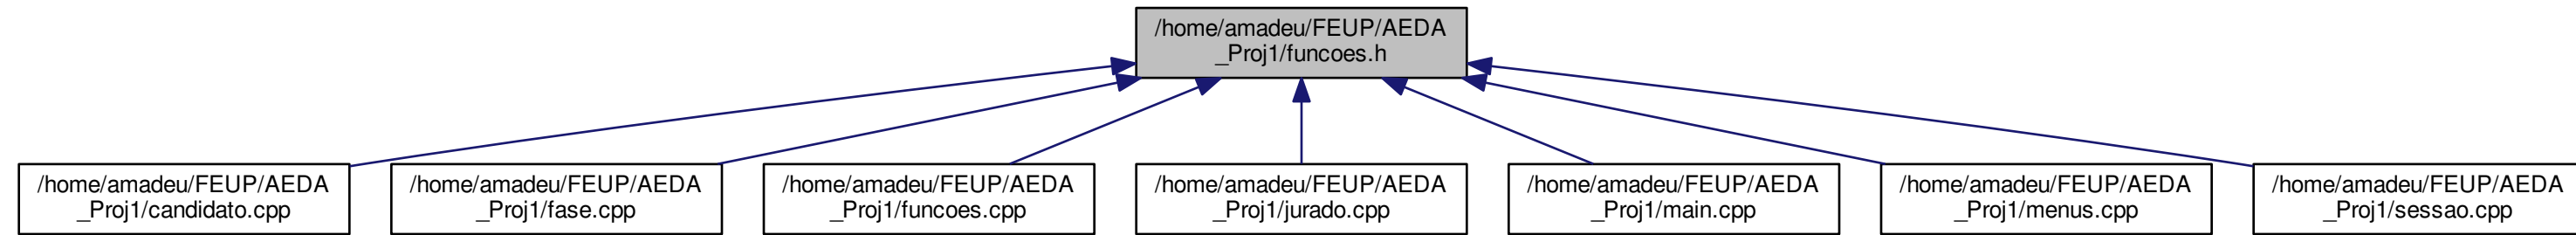 /home/amadeu/FEUP/AEDA
_Proj1/funcoes.h
/home/amadeu/FEUP/AEDA
_Proj1/candidato.cpp
/home/amadeu/FEUP/AEDA
_Proj1/fase.cpp
/home/amadeu/FEUP/AEDA
_Proj1/funcoes.cpp
/home/amadeu/FEUP/AEDA
_Proj1/jurado.cpp
/home/amadeu/FEUP/AEDA
_Proj1/main.cpp
/home/amadeu/FEUP/AEDA
_Proj1/menus.cpp
/home/amadeu/FEUP/AEDA
_Proj1/sessao.cpp